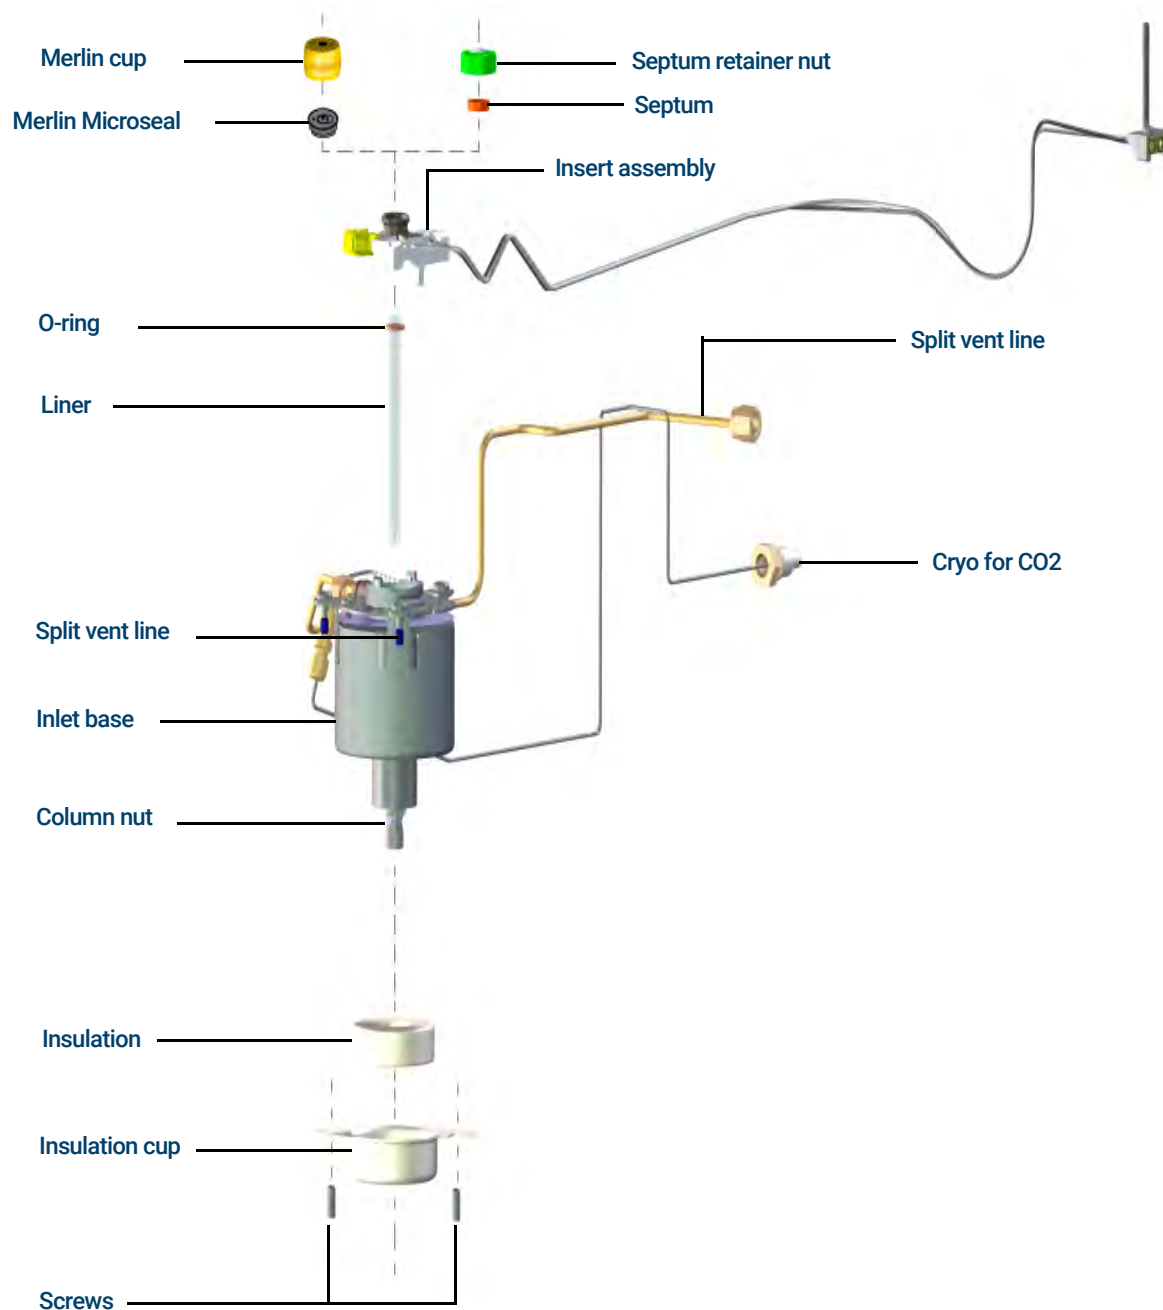 Merlin cup
Septum retainer nut
Septum
Merlin Microseal
Insert assembly
O-ring
Split vent line
Liner
Cryo for CO2
Split vent line
Inlet base
Column nut
Insulation
Insulation cup
Screws